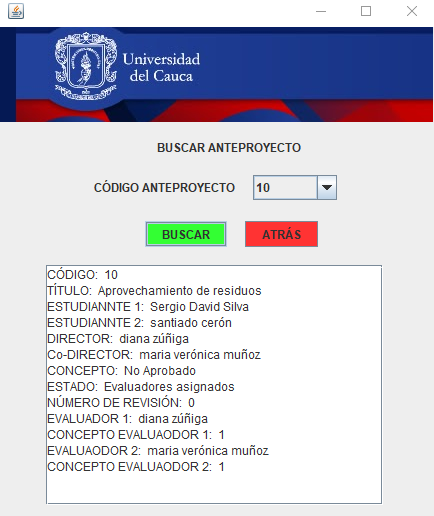 Universidad
del Cauca
BUSCAR ANTEPROYECTO
CÓDIGO ANTEPROYECTO 10
BUSCAR ATRÁS
CÓDIGO: 10
TÍTULO: Aprovechamiento de residuos
ESTUDIANNTE 1: Sergio David Silva
ESTUDIANNTE 2: santiado cerón
DIRECTOR: diana zúñiga
Co-DIRECTOR: maria verónica muñoz
CONCEPTO: No Aprobado
ESTADO: Evaluadores asignados
NÚMERO DE REVISIÓN: 0
EVALUADOR 1: diana zúñiga
CONCEPTO EVALUAODOR 1: 1
EVALUAODOR 2: maria verónica muñoz
CONCEPTO EVALUAODOR 2: 1